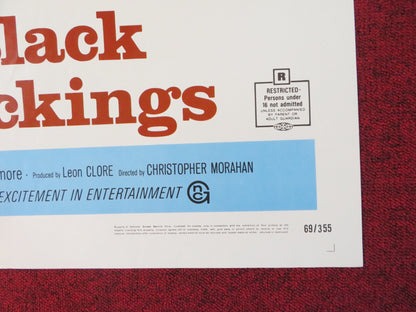 lack
ckings
R
RESTRICTED
Persons under
16 not admitted
UNLESS ACCOMPANIED
BY PARENT OR
ADULT GUARDIAN
more · Produced by Leon CLORE Directed by CHRISTOPHER MORAHAN
EXCITEMENT IN ENTERTAINMENT
69/355